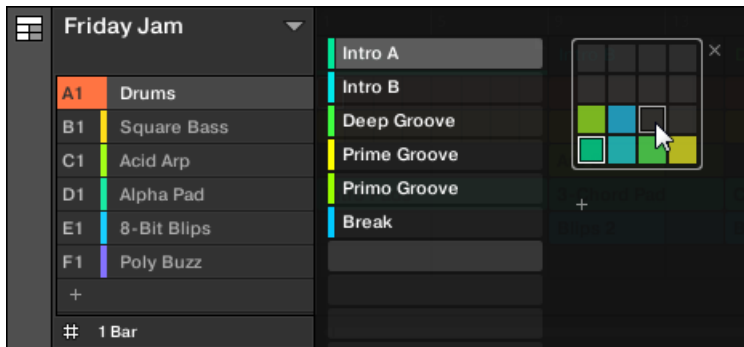 Friday Jam
A1 Drums
B1 Square Bass
C1 Acid Arp
D1 Alpha Pad
E1 8-Bit Blips
F1 Poly Buzz
+
# 1 Bar
Intro A
Intro B
Deep Groove
Prime Groove
Primo Groove
Break
×
+